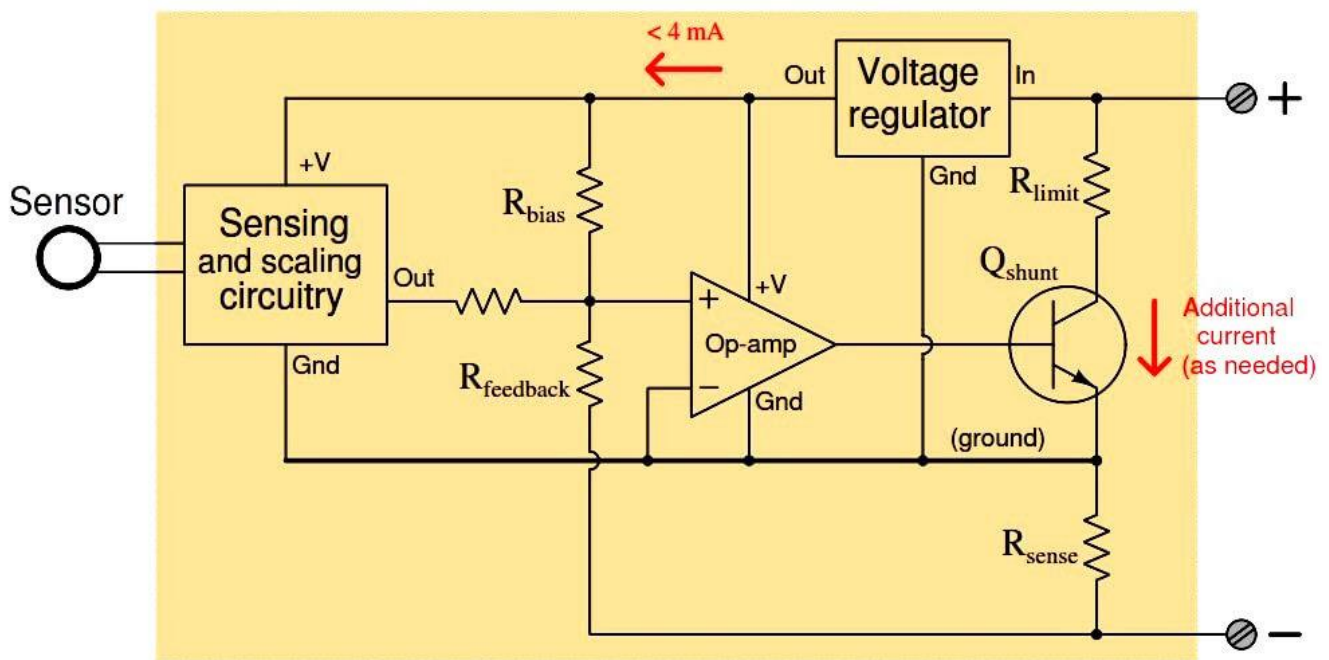 < 4 mA
Out
Voltage
regulator
In
+
Gnd
+V
Sensor
Sensing
and scaling
circuitry
Out
Gnd
Rbias
Rfeedback
+
+V
Op-amp
−
Gnd
Rlimit
Qshunt
Additional
current
(as needed)
(ground)
Rsense
−